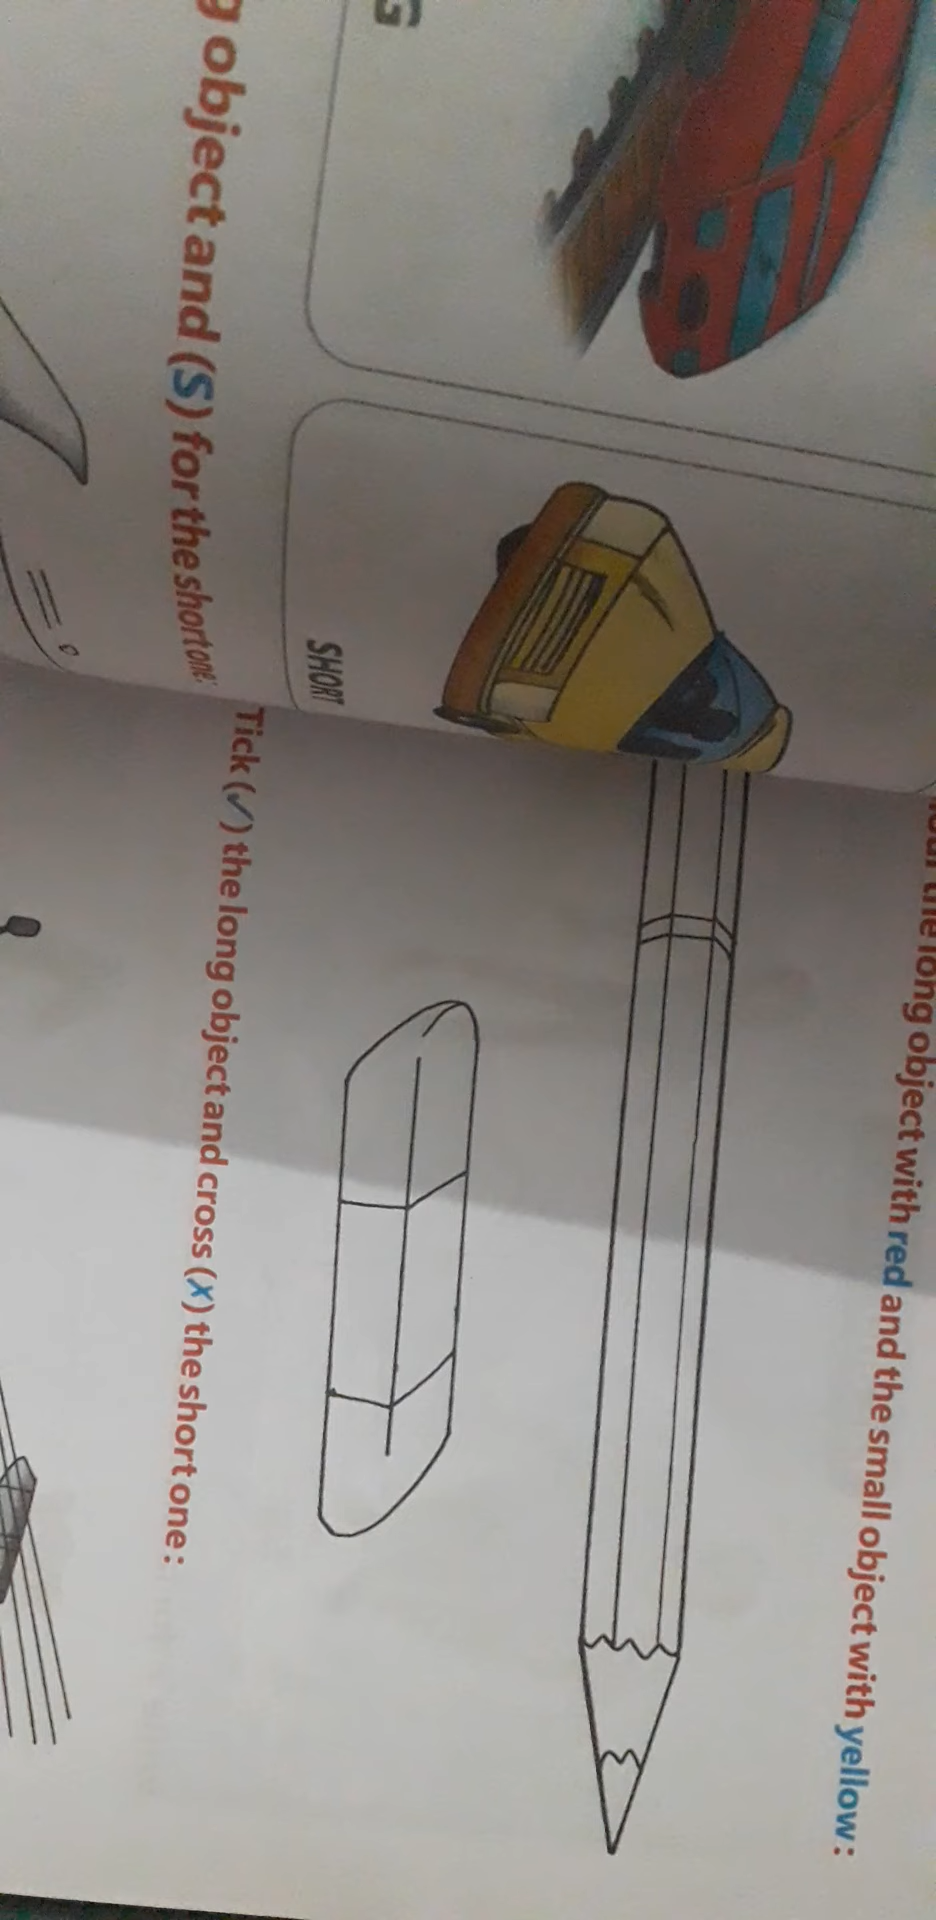 G
SHORT
object and (S) for the short one:
the long object with red and the small object with yellow :
Tick (✓) the long object and cross (X) the short one :